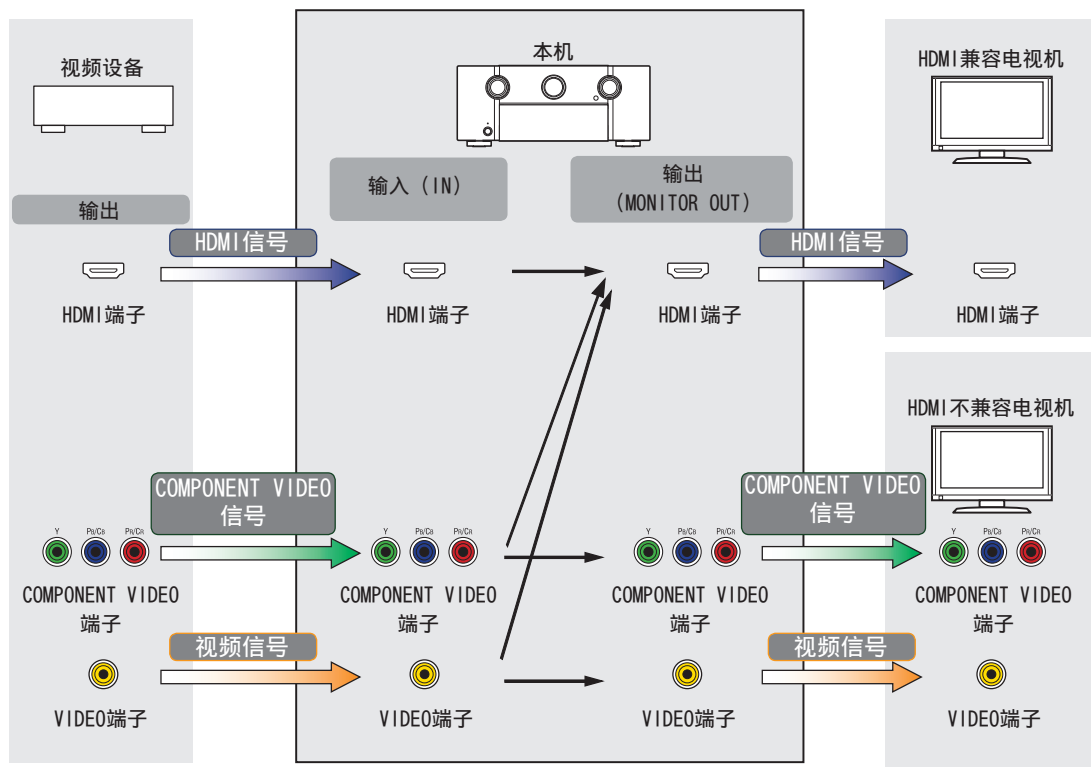 视频设备
本机
HDMI兼容电视机
输出
输入（IN）
输出
（MONITOR OUT）
HDMI信号
HDMI信号
HDMI端子
HDMI端子
HDMI端子
HDMI端子
HDMI不兼容电视机
COMPONENT VIDEO
信号
COMPONENT VIDEO
信号
Y PB/CB PR/CR
Y PB/CB PR/CR
Y PB/CB PR/CR
Y PB/CB PR/CR
COMPONENT VIDEO
端子
COMPONENT VIDEO
端子
COMPONENT VIDEO
端子
COMPONENT VIDEO
端子
视频信号
视频信号
VIDEO端子
VIDEO端子
VIDEO端子
VIDEO端子